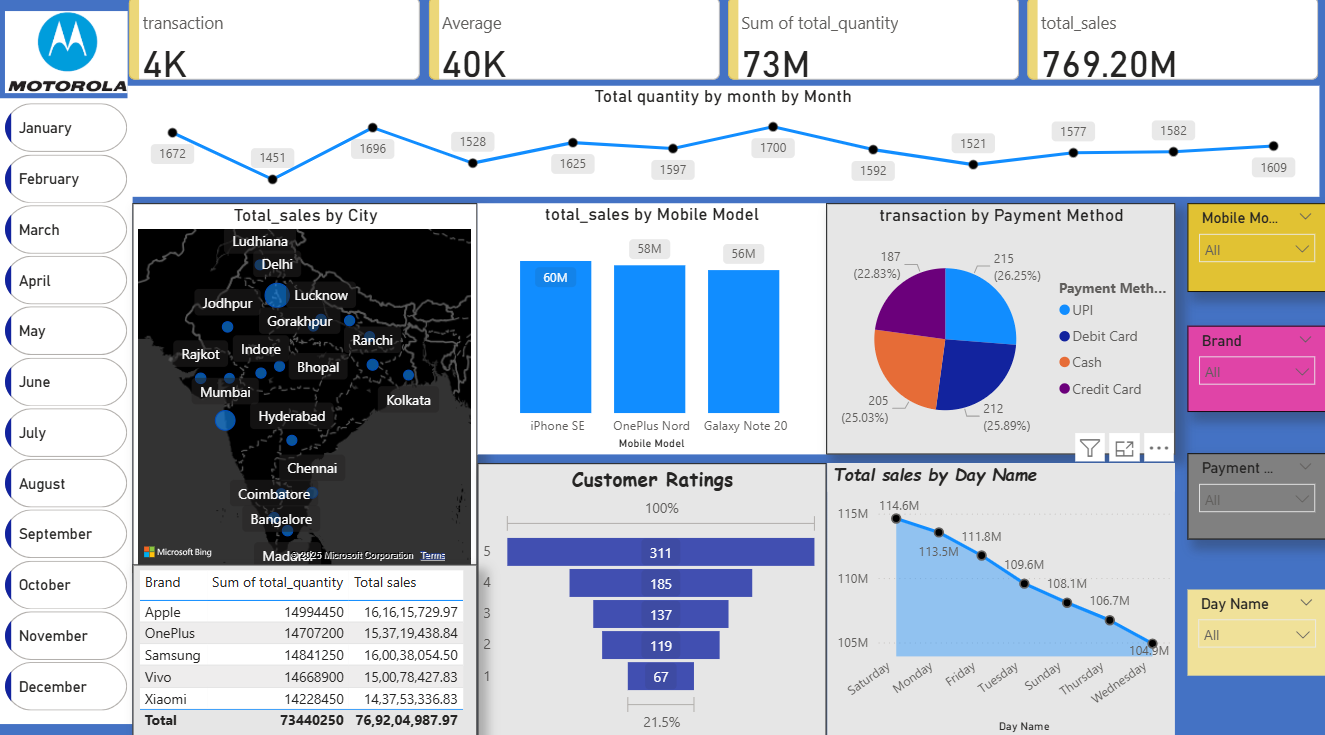 MOTOROLA
transaction
4K
Average
40K
Sum of total_quantity
73M
total_sales
769.20M
January
February
March
April
May
June
July
August
September
October
November
December
Total quantity by month by Month
1672
1451
1696
1528
1625
1597
1700
1592
1521
1577
1582
1609
Total_sales by City
Ludhiana
Delhi
Lucknow
Jodhpur
Gorakhpur
Ranchi
Indore
Rajkot
Bhopal
Mumbai
Kolkata
Hyderabad
Chennai
Coimbatore
Bangalore
Microsoft Bing
Microsoft Corporation
Terms
Brand Sum of total_quantity Total sales
Apple 14994450 16,16,15,729.97
OnePlus 14707200 15,37,19,438.84
Samsung 14841250 16,00,38,054.50
Vivo 14668900 15,00,78,427.83
Xiaomi 14228450 14,37,53,336.83
Total 73440250 76,92,04,987.97
total_sales by Mobile Model
60M
58M
56M
iPhone SE OnePlus Nord Galaxy Note 20
Mobile Model
transaction by Payment Method
187
(22.83%)
215
(26.25%)
205
(25.03%)
212
(25.89%)
Payment Meth...
UPI
Debit Card
Cash
Credit Card
Customer Ratings
100%
5 311
4 185
3 137
2 119
1 67
21.5%
Total sales by Day Name
115M
110M
105M
114.6M
113.5M
111.8M
109.6M
108.1M
106.7M
104.9M
Saturday
Monday
Friday
Tuesday
Sunday
Thursday
Wednesday
Day Name
Mobile Mo...
All
Brand
All
Payment ...
All
Day Name
All